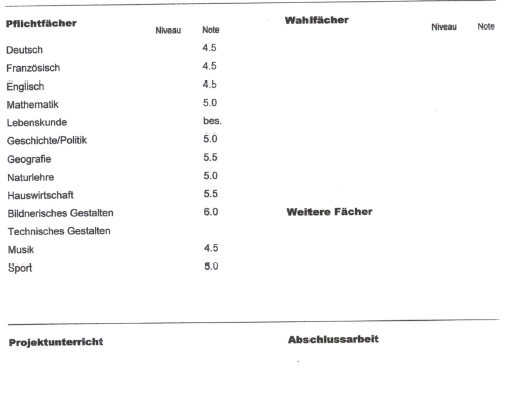 Pflichtfächer Niveau Note
Deutsch 4.5
Französisch 4.5
Englisch 4.5
Mathematik 5.0
Lebenskunde bes.
Geschichte/Politik 5.0
Geografie 5.5
Naturlehre 5.0
Hauswirtschaft 5.5
Bildnerisches Gestalten 6.0
Technisches Gestalten
Musik 4.5
Sport 5.0
Wahlfächer Niveau Note
Weitere Fächer
Projektunterricht
Abschlussarbeit